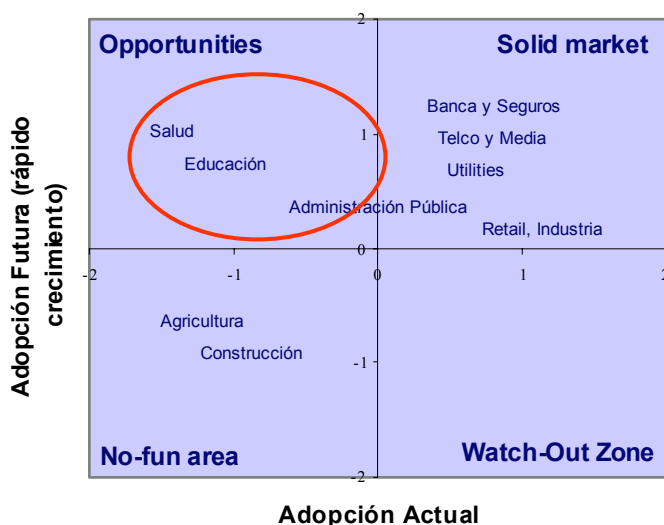 2
Opportunities
Solid market
Banca y Seguros
Salud
1
Telco y Media
Educación
Utilities
Administración Pública
Retail, Industria
0
-2
-1
0
1
2
Agricultura
Construcción
-1
No-fun area
Watch-Out Zone
-2
Adopción Futura (rápido
crecimiento)
Adopción Actual